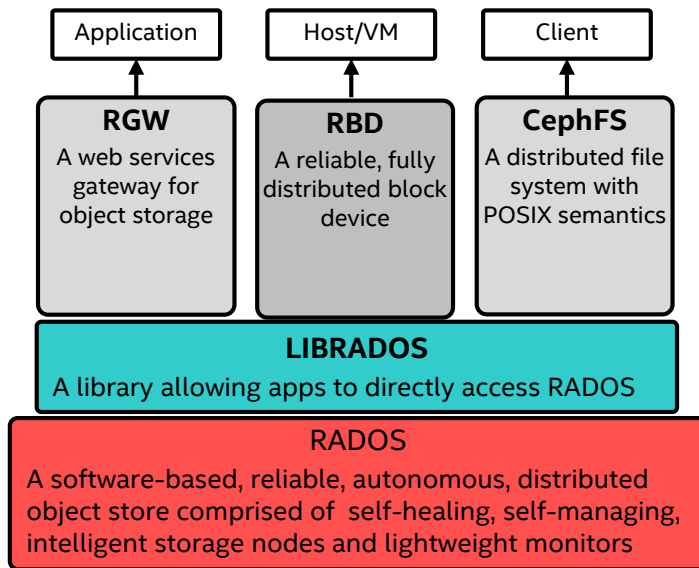 Application
Host/VM
Client
RGW
A web services
gateway for
object storage
RBD
A reliable, fully
distributed block
device
CephFS
A distributed file
system with
POSIX semantics
LIBRADOS
A library allowing apps to directly access RADOS
RADOS
A software-based, reliable, autonomous, distributed
object store comprised of  self-healing, self-managing,
intelligent storage nodes and lightweight monitors